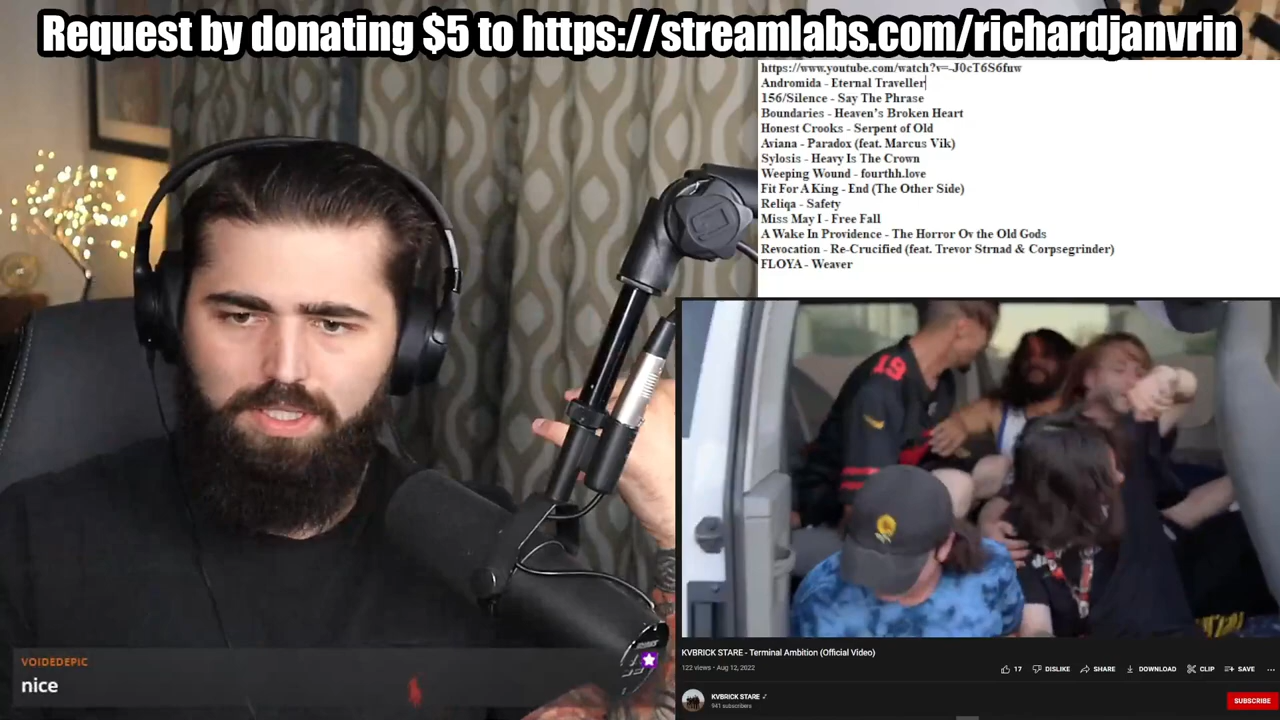 Request by donating $5 to https://streamlabs.com/richardjanvrin
https://www.youtube.com/watch?v=-J0cT6S6fuw
Andromida - Eternal Traveller
156/Silence - Say The Phrase
Boundaries - Heaven's Broken Heart
Honest Crooks - Serpent of Old
Aviana - Paradox (feat. Marcus Vik)
Sylosis - Heavy Is The Crown
Weeping Wound - fourthh.love
Fit For A King - End (The Other Side)
Reliqa - Safety
Miss May I - Free Fall
A Wake In Providence - The Horror Ov the Old Gods
Revocation - Re-Crucified (feat. Trevor Strnad & Corpsegrinder)
FLOYA - Weaver
19
KVBRICK STARE - Terminal Ambition (Official Video)
122 views • Aug 12, 2022
17 DISLIKE SHARE DOWNLOAD CLIP SAVE ...
KVBRICK STARE
941 subscribers
SUBSCRIBE
VOIDEDEPIC
nice